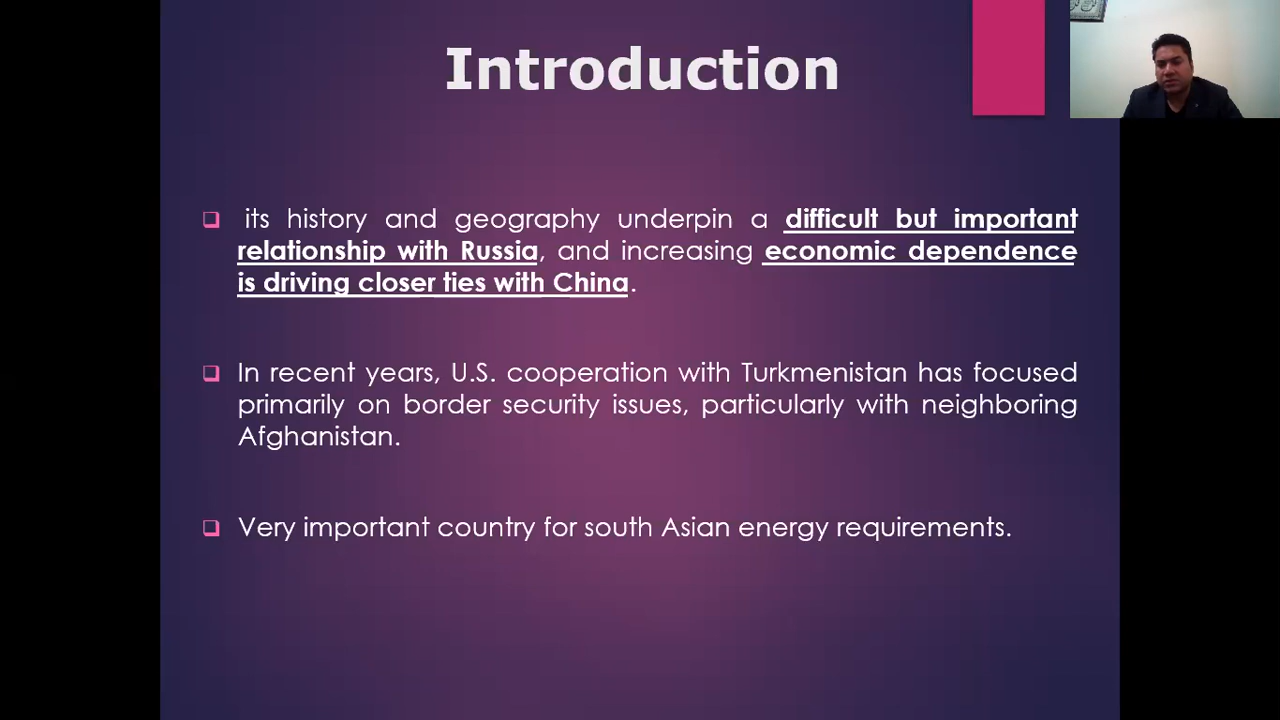 Introduction
its history and geography underpin a difficult but important
relationship with Russia, and increasing economic dependence
is driving closer ties with China.
In recent years, U.S. cooperation with Turkmenistan has focused
primarily on border security issues, particularly with neighboring
Afghanistan.
Very important country for south Asian energy requirements.